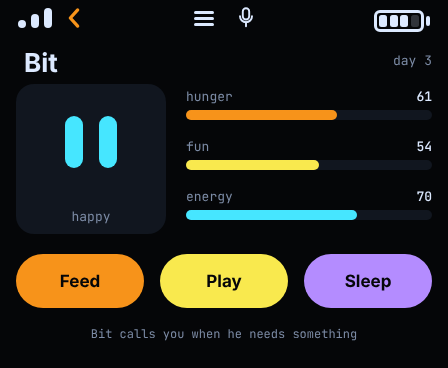 Bit
day 3
hunger 61
fun 54
energy 70
happy
Feed Play Sleep
Bit calls you when he needs something